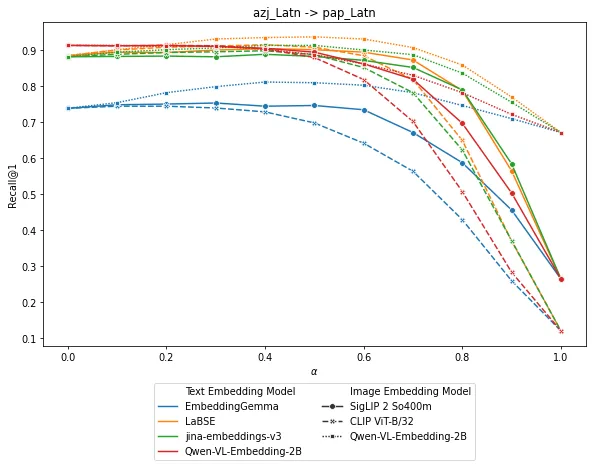 azj_Latn -> pap_Latn
Recall@1
0.9
0.8
0.7
0.6
0.5
0.4
0.3
0.2
0.1
0.0 0.2 0.4 0.6 0.8 1.0
α
Text Embedding Model Image Embedding Model
EmbeddingGemma SigLIP 2 So400m
LaBSE CLIP ViT-B/32
jina-embeddings-v3 Qwen-VL-Embedding-2B
Qwen-VL-Embedding-2B